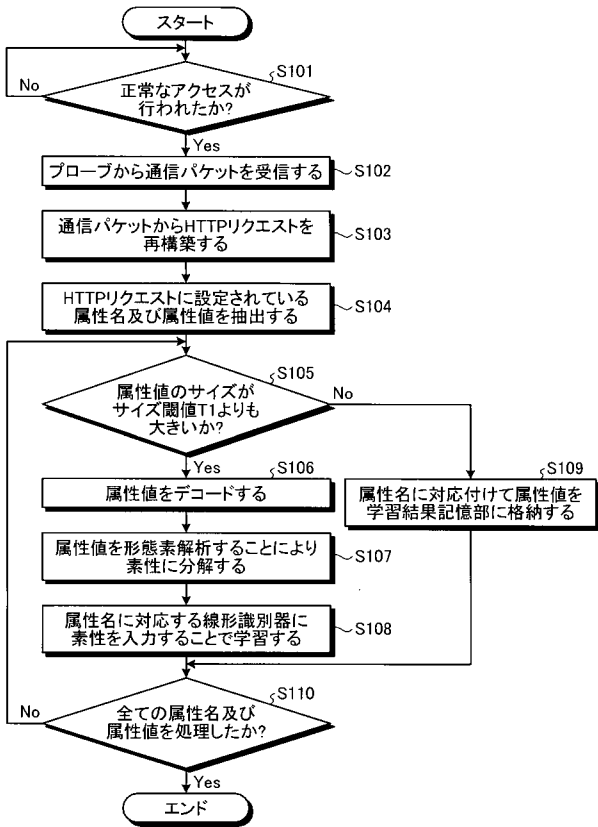 スタート
S101
No
正常なアクセスが
行われたか?
Yes
プローブから通信パケットを受信する
S102
通信パケットからHTTPリクエストを
再構築する
S103
HTTPリクエストに設定されている
属性名及び属性値を抽出する
S104
S105
属性値のサイズが
サイズ閾値T1よりも
大きいか?
No
Yes
S106
属性値をデコードする
S109
属性名に対応付けて属性値を
学習結果記憶部に格納する
属性値を形態素解析することにより
素性に分解する
S107
属性名に対応する線形識別器に
素性を入力することで学習する
S108
S110
No
全ての属性名及び
属性値を処理したか?
Yes
エンド